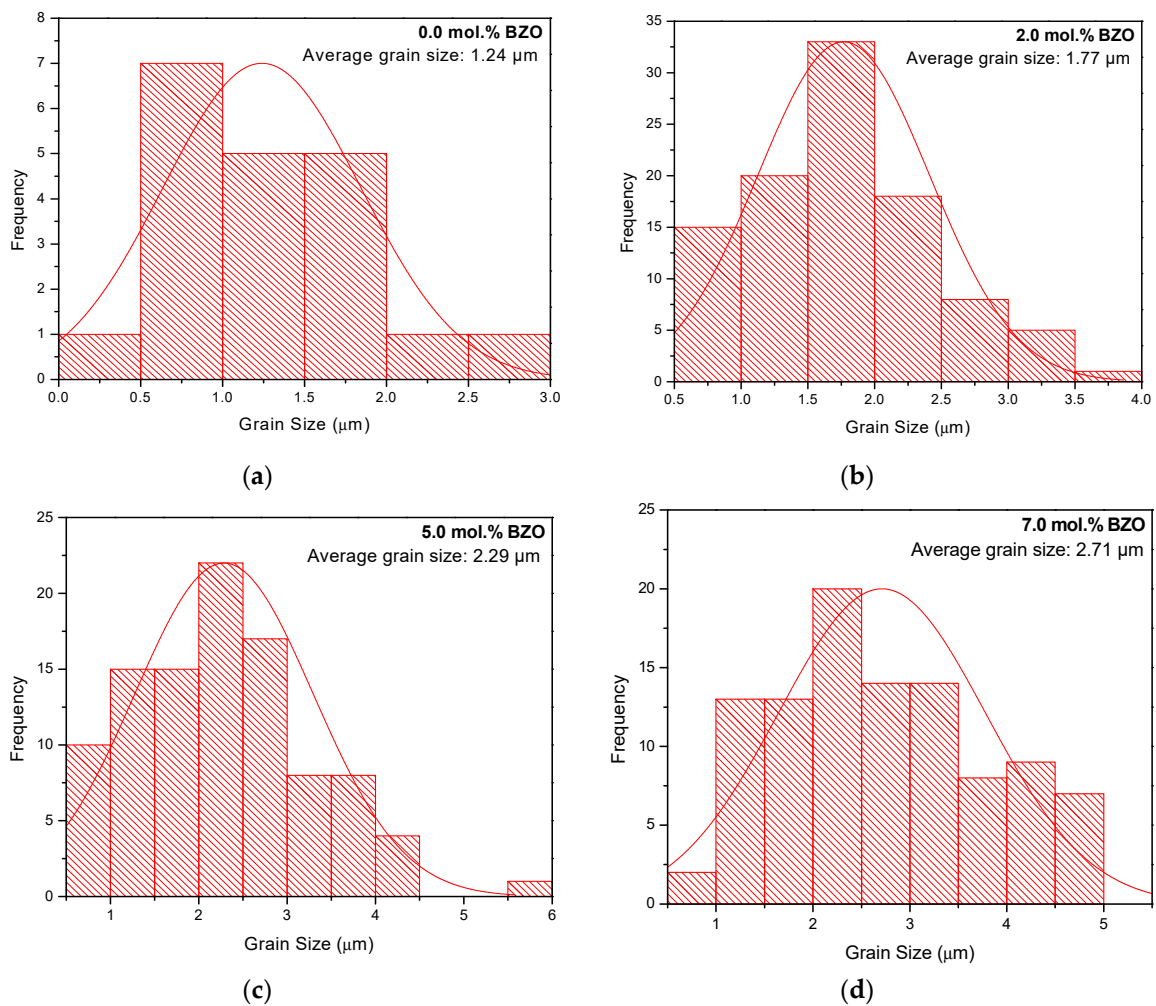 0.0 mol.% BZO
Average grain size: 1.24 μm
8
7
6
5
4
3
2
1
0
Frequency
0.0 0.5 1.0 1.5 2.0 2.5 3.0
Grain Size (μm)
(a)
2.0 mol.% BZO
Average grain size: 1.77 μm
35
30
25
20
15
10
5
0
Frequency
0.5 1.0 1.5 2.0 2.5 3.0 3.5 4.0
Grain Size (μm)
(b)
5.0 mol.% BZO
Average grain size: 2.29 μm
25
20
15
10
5
0
Frequency
1 2 3 4 5 6
Grain Size (μm)
(c)
7.0 mol.% BZO
Average grain size: 2.71 μm
25
20
15
10
5
0
Frequency
1 2 3 4 5
Grain Size (μm)
(d)